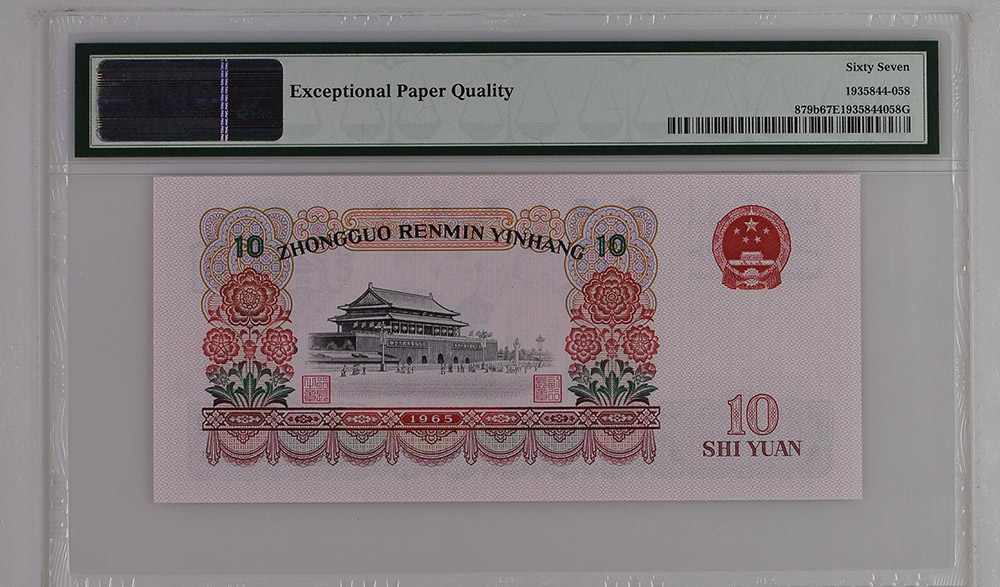 Exceptional Paper Quality
Sixty Seven
1935844-058
879b67E1935844058G
10 ZHONGGUO RENMIN YINHANG 10
1965
10
SHI YUAN